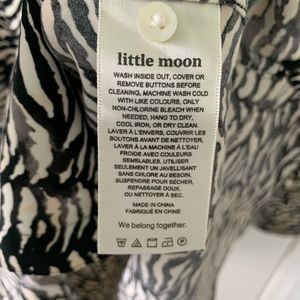 little moon
WASH INSIDE OUT, COVER OR
REMOVE BUTTONS BEFORE
CLEANING, MACHINE WASH COLD
WITH LIKE COLOURS, ONLY
NON-CHLORINE BLEACH WHEN
NEEDED, HANG TO DRY,
COOL IRON, OR DRY CLEAN.
LAVER À L'ENVERS, COUVRIR LES
BOUTONS AVANT DE NETTOYER,
LAVER À LA MACHINE À L'EAU
FROIDE AVEC COULEURS
SEMBLABLES, UTILISER
SEULEMENT UN JAVELLISANT
SANS CHLORE AU BESOIN,
SUSPENDRE POUR SÉCHER,
REPASSAGE DOUX,
OU NETTOYER À SEC.
MADE IN CHINA
FABRIQUÉ EN CHINE
We belong together.